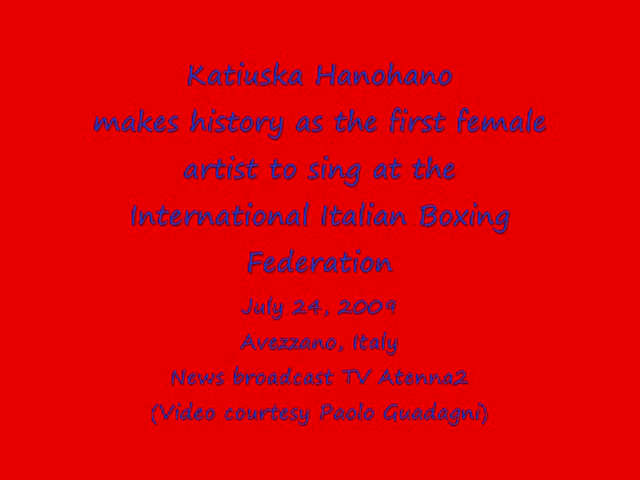 Katiuska Hanohano
makes history as the first female
artist to sing at the
International Italian Boxing
Federation
July 24, 2009
Avezzano, Italy
News broadcast TV Atenna2
(Video courtesy Paolo Guadagni)